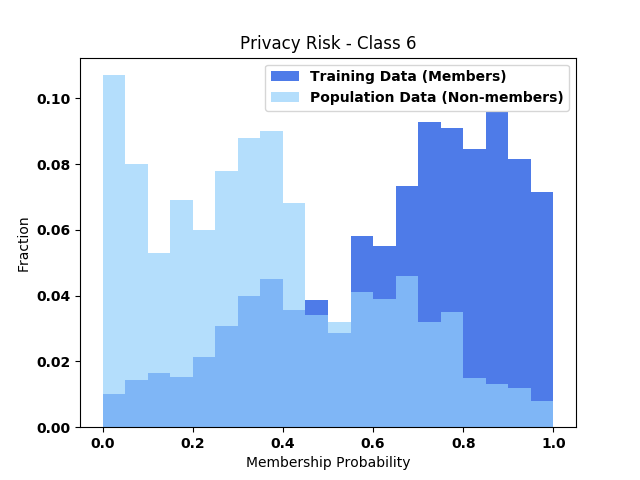 Privacy Risk - Class 6
Training Data (Members)
Population Data (Non-members)
0.10
0.08
0.06
0.04
0.02
0.00
Fraction
0.0 0.2 0.4 0.6 0.8 1.0
Membership Probability